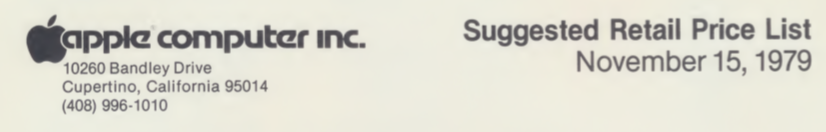 apple computer inc.
10260 Bandley Drive
Cupertino, California 95014
(408) 996-1010
Suggested Retail Price List
November 15, 1979